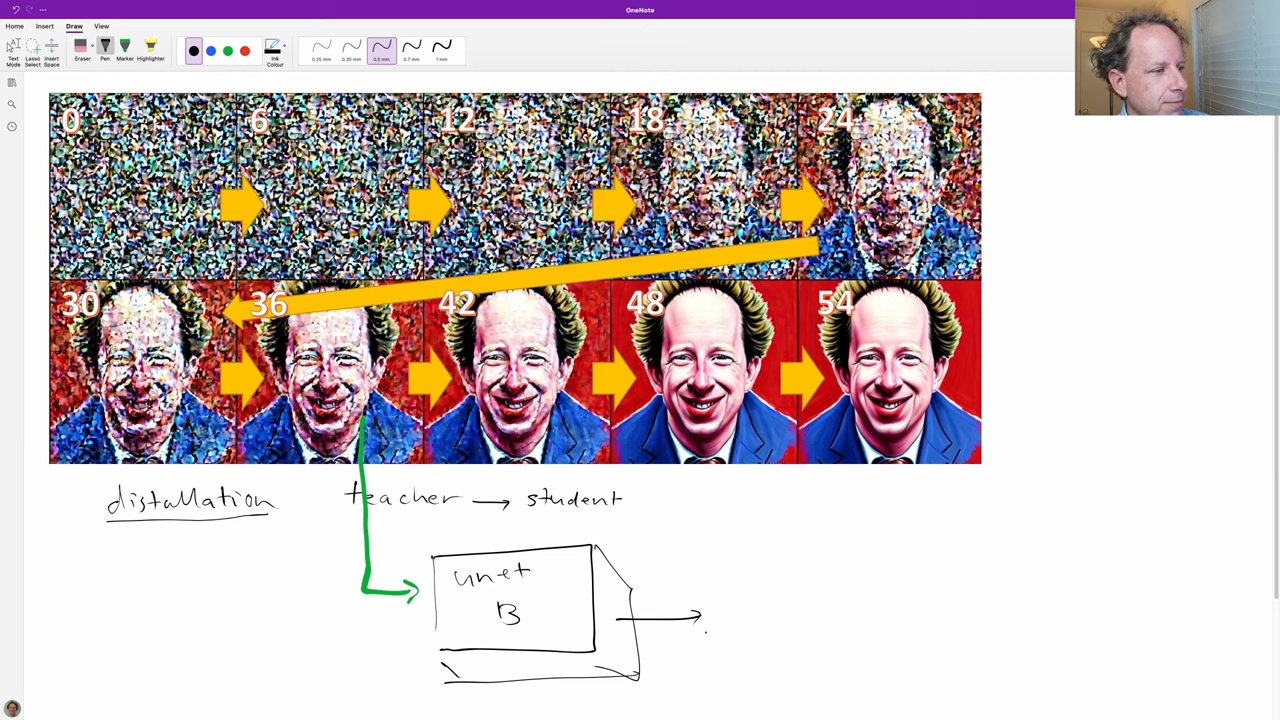 OneNote
Home Insert Draw View
Text Mode Lasso Select Insert Space Eraser Pen Marker Highlighter Ink Colour 0.25 mm 0.35 mm 0.5 mm 0.7 mm 1 mm
0 6 12 18 24
30 36 42 48 54
distallation teacher → student
unet
B